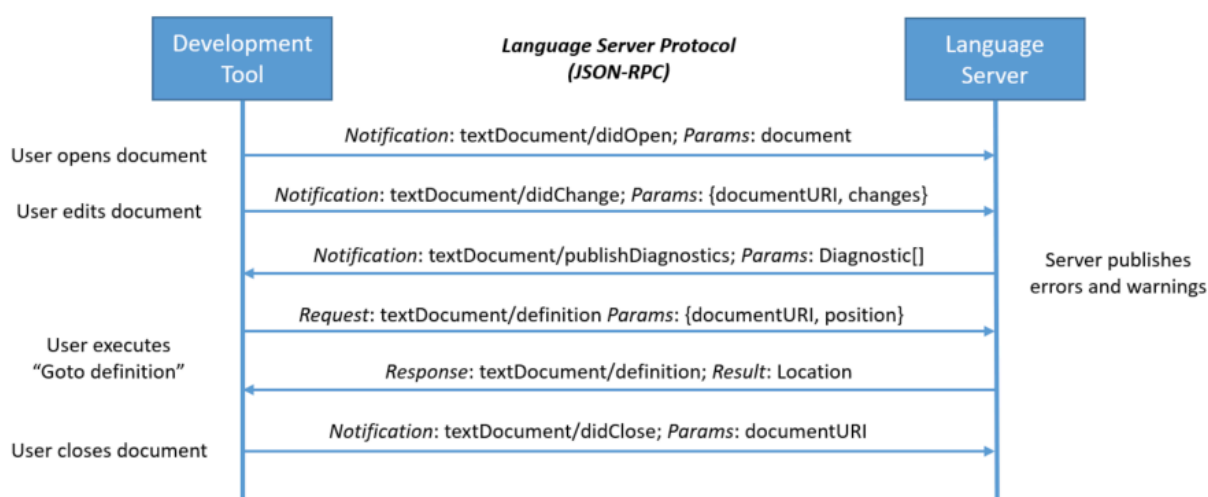 Development
Tool
Language Server Protocol
(JSON-RPC)
Language
Server
Notification: textDocument/didOpen; Params: document
User opens document
Notification: textDocument/didChange; Params: {documentURI, changes}
User edits document
Notification: textDocument/publishDiagnostics; Params: Diagnostic[]
Server publishes
errors and warnings
Request: textDocument/definition Params: {documentURI, position}
User executes
“Goto definition”
Response: textDocument/definition; Result: Location
Notification: textDocument/didClose; Params: documentURI
User closes document